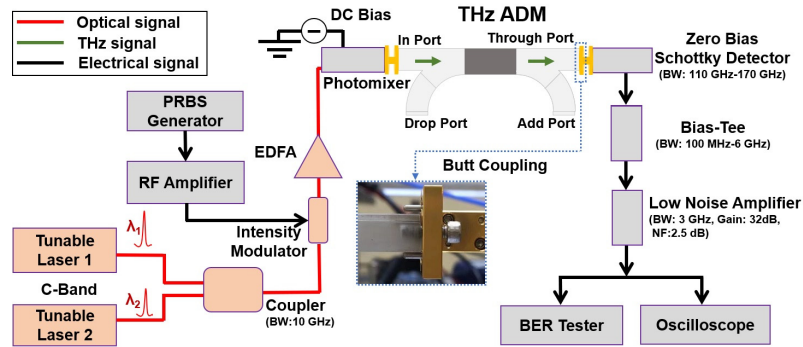 Optical signal
THz signal
Electrical signal
DC Bias
THz ADM
In Port
Through Port
Photomixer
Drop Port
Add Port
Zero Bias
Schottky Detector
(BW: 110 GHz-170 GHz)
PRBS
Generator
EDFA
RF Amplifier
Butt Coupling
Bias-Tee
(BW: 100 MHz-6 GHz)
Intensity
Modulator
Low Noise Amplifier
(BW: 3 GHz, Gain: 32dB,
NF:2.5 dB)
λ1
Tunable
Laser 1
C-Band
λ2
Tunable
Laser 2
Coupler
(BW:10 GHz)
BER Tester
Oscilloscope